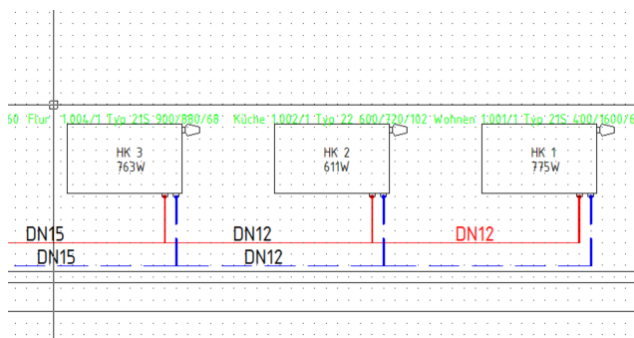 60 Flur 1.004/1 Typ 21S 900/880/68 Küche 1.002/1 Typ 22 600/720/102 Wohnen 1.001/1 Typ 21S 400/1600/6
HK 3 HK 2 HK 1
763W 611W 775W
DN15 DN12 DN12
DN15 DN12